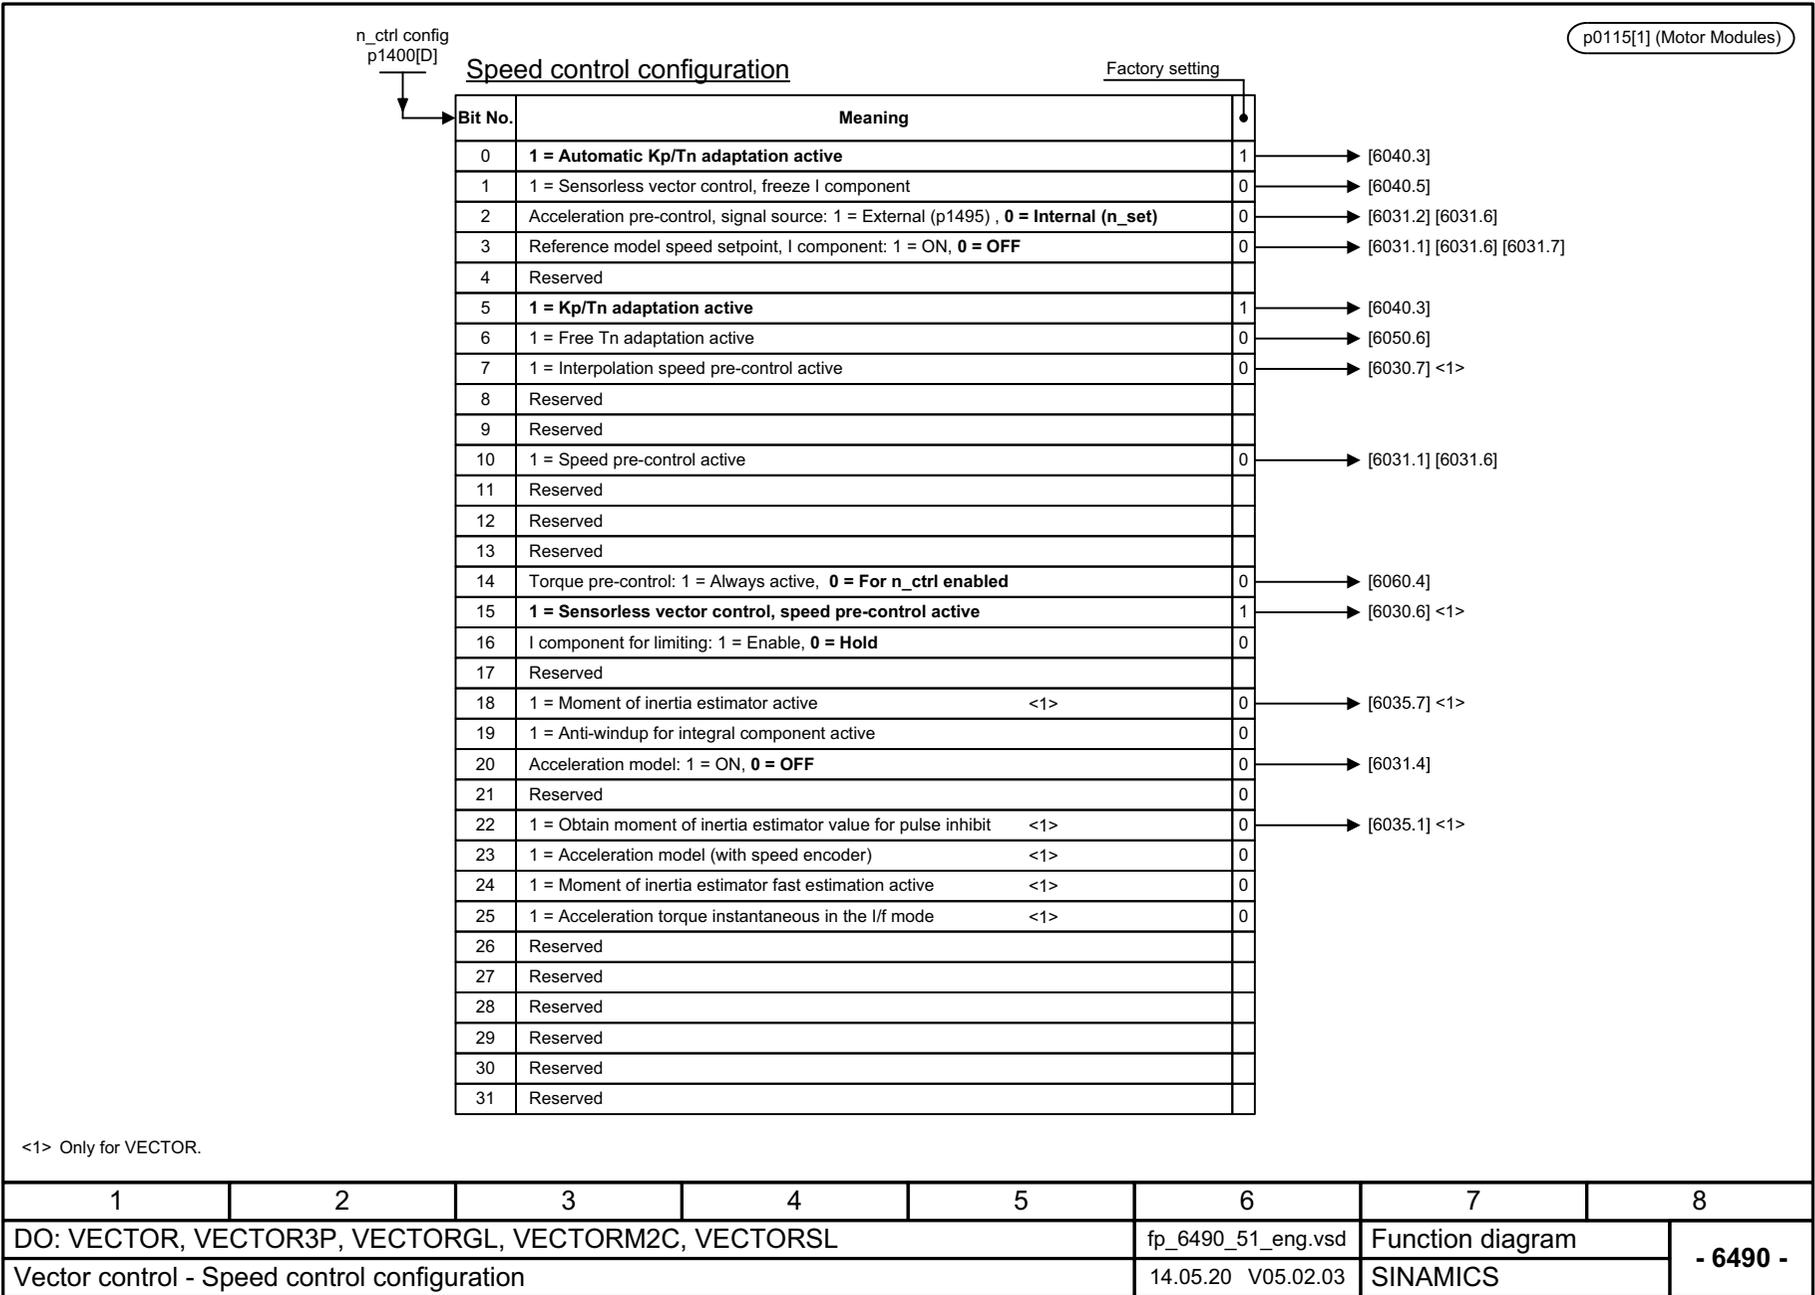 n_ctrl config
p1400[D]
p0115[1] (Motor Modules)
Speed control configuration
Factory setting
Bit No. Meaning
0 1 = Automatic Kp/Tn adaptation active 1 [6040.3]
1 1 = Sensorless vector control, freeze I component 0 [6040.5]
2 Acceleration pre-control, signal source: 1 = External (p1495) , 0 = Internal (n_set) 0 [6031.2] [6031.6]
3 Reference model speed setpoint, I component: 1 = ON, 0 = OFF 0 [6031.1] [6031.6] [6031.7]
4 Reserved
5 1 = Kp/Tn adaptation active 1 [6040.3]
6 1 = Free Tn adaptation active 0 [6050.6]
7 1 = Interpolation speed pre-control active 0 [6030.7] <1>
8 Reserved
9 Reserved
10 1 = Speed pre-control active 0 [6031.1] [6031.6]
11 Reserved
12 Reserved
13 Reserved
14 Torque pre-control: 1 = Always active, 0 = For n_ctrl enabled 0 [6060.4]
15 1 = Sensorless vector control, speed pre-control active 1 [6030.6] <1>
16 I component for limiting: 1 = Enable, 0 = Hold 0
17 Reserved
18 1 = Moment of inertia estimator active <1> 0 [6035.7] <1>
19 1 = Anti-windup for integral component active 0
20 Acceleration model: 1 = ON, 0 = OFF 0 [6031.4]
21 Reserved 0
22 1 = Obtain moment of inertia estimator value for pulse inhibit <1> 0 [6035.1] <1>
23 1 = Acceleration model (with speed encoder) <1> 0
24 1 = Moment of inertia estimator fast estimation active <1> 0
25 1 = Acceleration torque instantaneous in the I/f mode <1> 0
26 Reserved
27 Reserved
28 Reserved
29 Reserved
30 Reserved
31 Reserved
<1> Only for VECTOR.
1 2 3 4 5 6 7 8
DO: VECTOR, VECTOR3P, VECTORGL, VECTORM2C, VECTORSL fp_6490_51_eng.vsd Function diagram
- 6490 -
Vector control - Speed control configuration 14.05.20 V05.02.03 SINAMICS